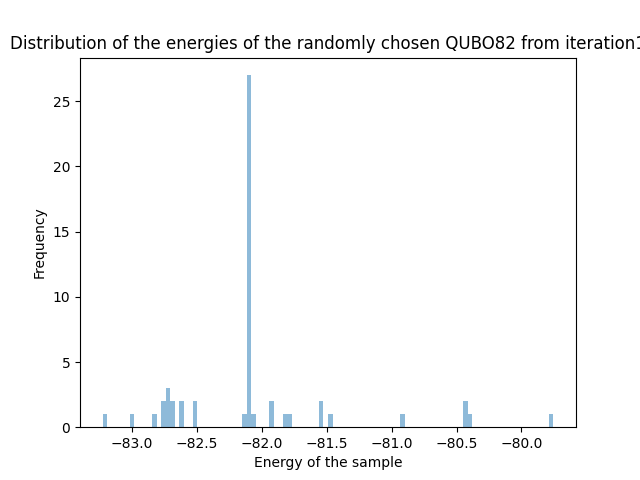 Distribution of the energies of the randomly chosen QUBO82 from iteration1
25
20
15
10
5
0
Frequency
−83.0 −82.5 −82.0 −81.5 −81.0 −80.5 −80.0
Energy of the sample